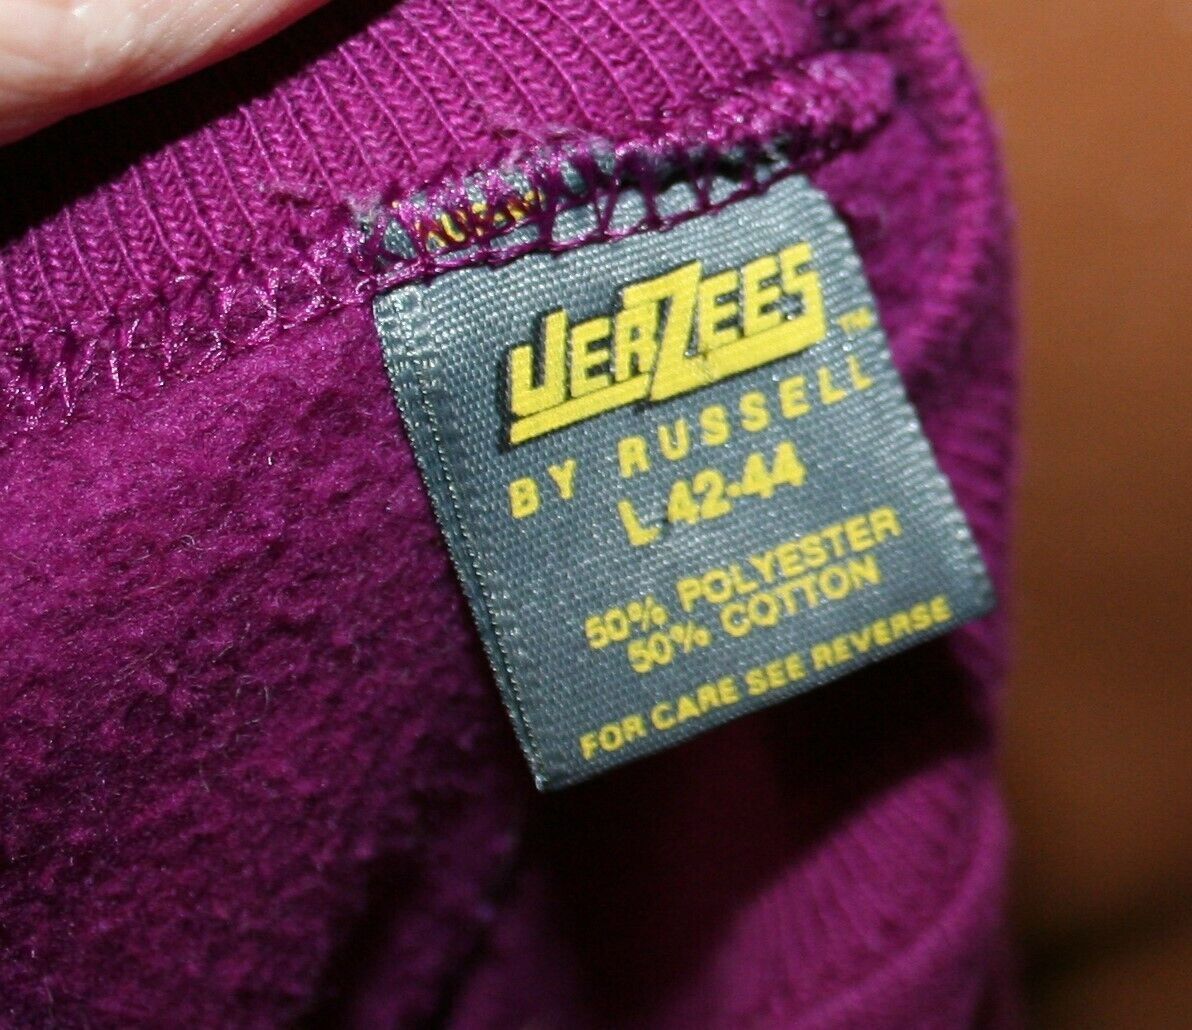 JERZEES™
BY RUSSELL
L 42-44
50% POLYESTER
50% COTTON
FOR CARE SEE REVERSE